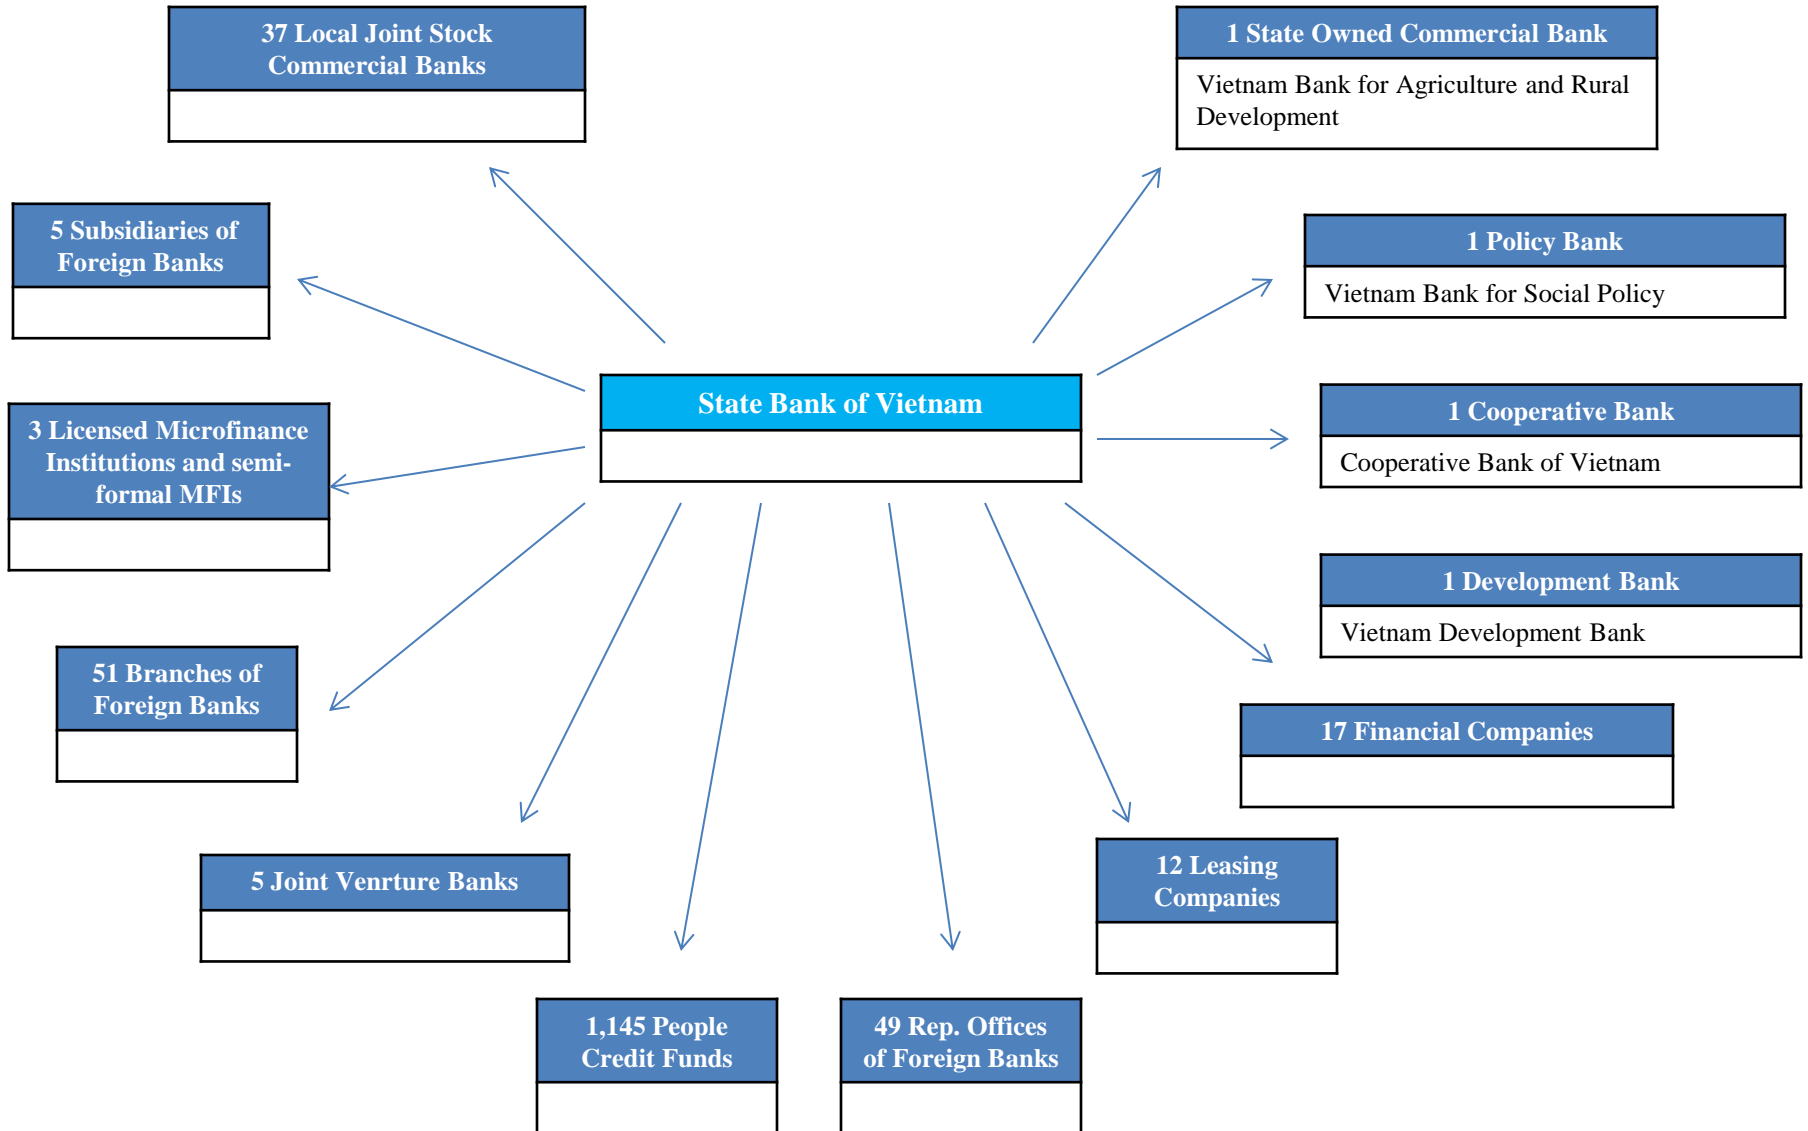 37 Local Joint Stock
Commercial Banks
1 State Owned Commercial Bank
Vietnam Bank for Agriculture and Rural
Development
5 Subsidiaries of
Foreign Banks
1 Policy Bank
Vietnam Bank for Social Policy
State Bank of Vietnam
3 Licensed Microfinance
Institutions and semi-
formal MFIs
1 Cooperative Bank
Cooperative Bank of Vietnam
1 Development Bank
Vietnam Development Bank
51 Branches of
Foreign Banks
17 Financial Companies
5 Joint Venrture Banks
12 Leasing
Companies
1,145 People
Credit Funds
49 Rep. Offices
of Foreign Banks